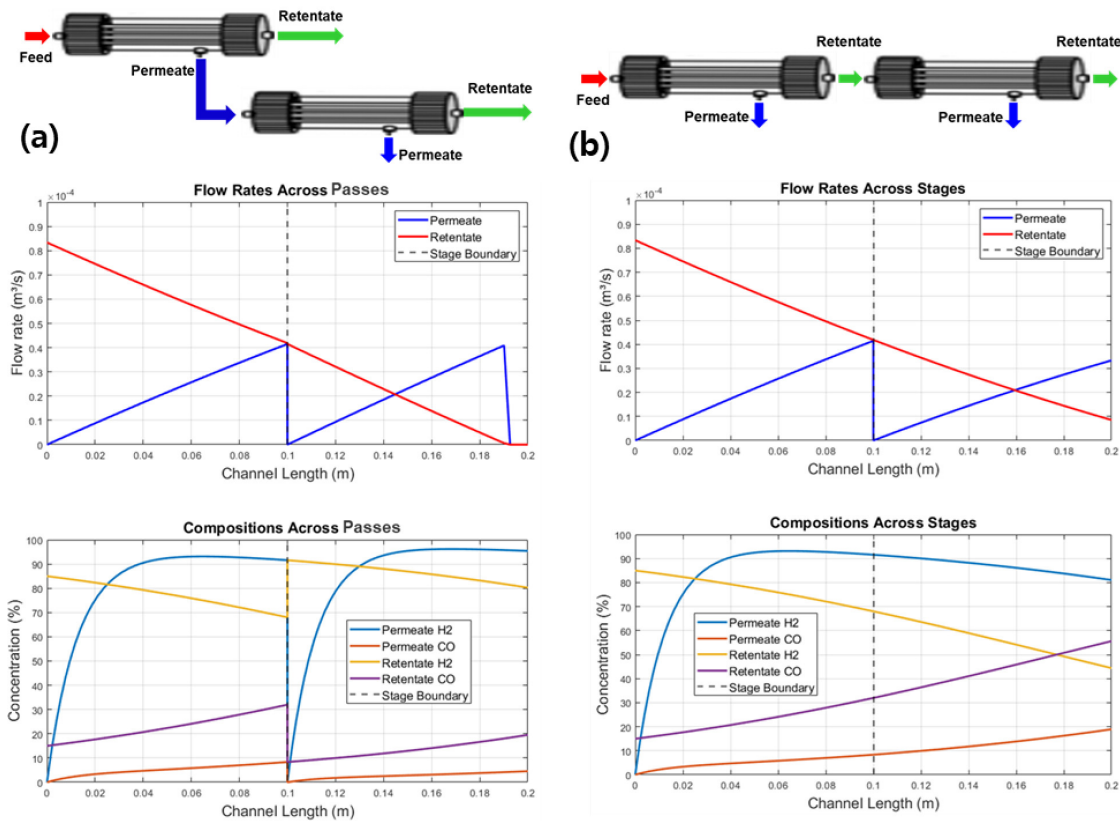 Retentate
Feed
Permeate
Retentate
Permeate
(a)
Retentate
Retentate
Feed
Permeate
Permeate
(b)
Flow Rates Across Passes
×10⁻⁴
1
0.9
0.8
0.7
0.6
0.5
0.4
0.3
0.2
0.1
0
Flow rate (m³/s)
Permeate
Retentate
Stage Boundary
0 0.02 0.04 0.06 0.08 0.1 0.12 0.14 0.16 0.18 0.2
Channel Length (m)
Flow Rates Across Stages
×10⁻⁴
1
0.9
0.8
0.7
0.6
0.5
0.4
0.3
0.2
0.1
0
Flow rate (m³/s)
Permeate
Retentate
Stage Boundary
0 0.02 0.04 0.06 0.08 0.1 0.12 0.14 0.16 0.18 0.2
Channel Length (m)
Compositions Across Passes
100
90
80
70
60
50
40
30
20
10
0
Concentration (%)
Permeate H2
Permeate CO
Retentate H2
Retentate CO
Stage Boundary
0 0.02 0.04 0.06 0.08 0.1 0.12 0.14 0.16 0.18 0.2
Channel Length (m)
Compositions Across Stages
100
90
80
70
60
50
40
30
20
10
0
Concentration (%)
Permeate H2
Permeate CO
Retentate H2
Retentate CO
Stage Boundary
0 0.02 0.04 0.06 0.08 0.1 0.12 0.14 0.16 0.18 0.2
Channel Length (m)